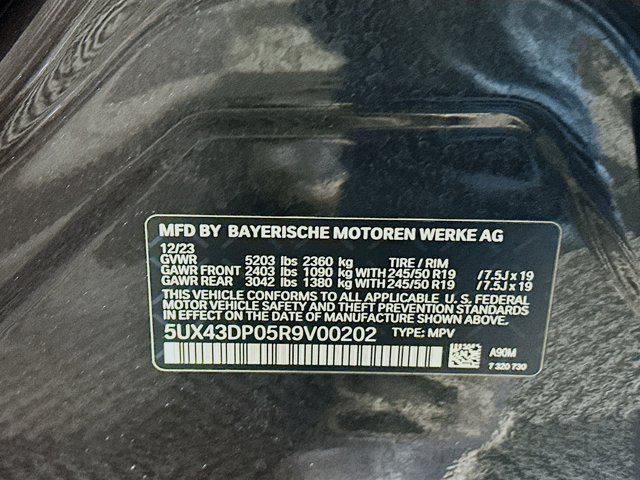 MFD BY BAYERISCHE MOTOREN WERKE AG
12/23
GVWR 5203 lbs 2360 kg TIRE / RIM
GAWR FRONT 2403 lbs 1090 kg WITH 245/50 R19 /7.5J x 19
GAWR REAR 3042 lbs 1380 kg WITH 245/50 R19 /7.5J x 19
THIS VEHICLE CONFORMS TO ALL APPLICABLE U. S. FEDERAL
MOTOR VEHICLE SAFETY AND THEFT PREVENTION STANDARDS
IN EFFECT ON THE DATE OF MANUFACTURE SHOWN ABOVE.
5UX43DP05R9V00202 TYPE: MPV
A90M
7 320 730